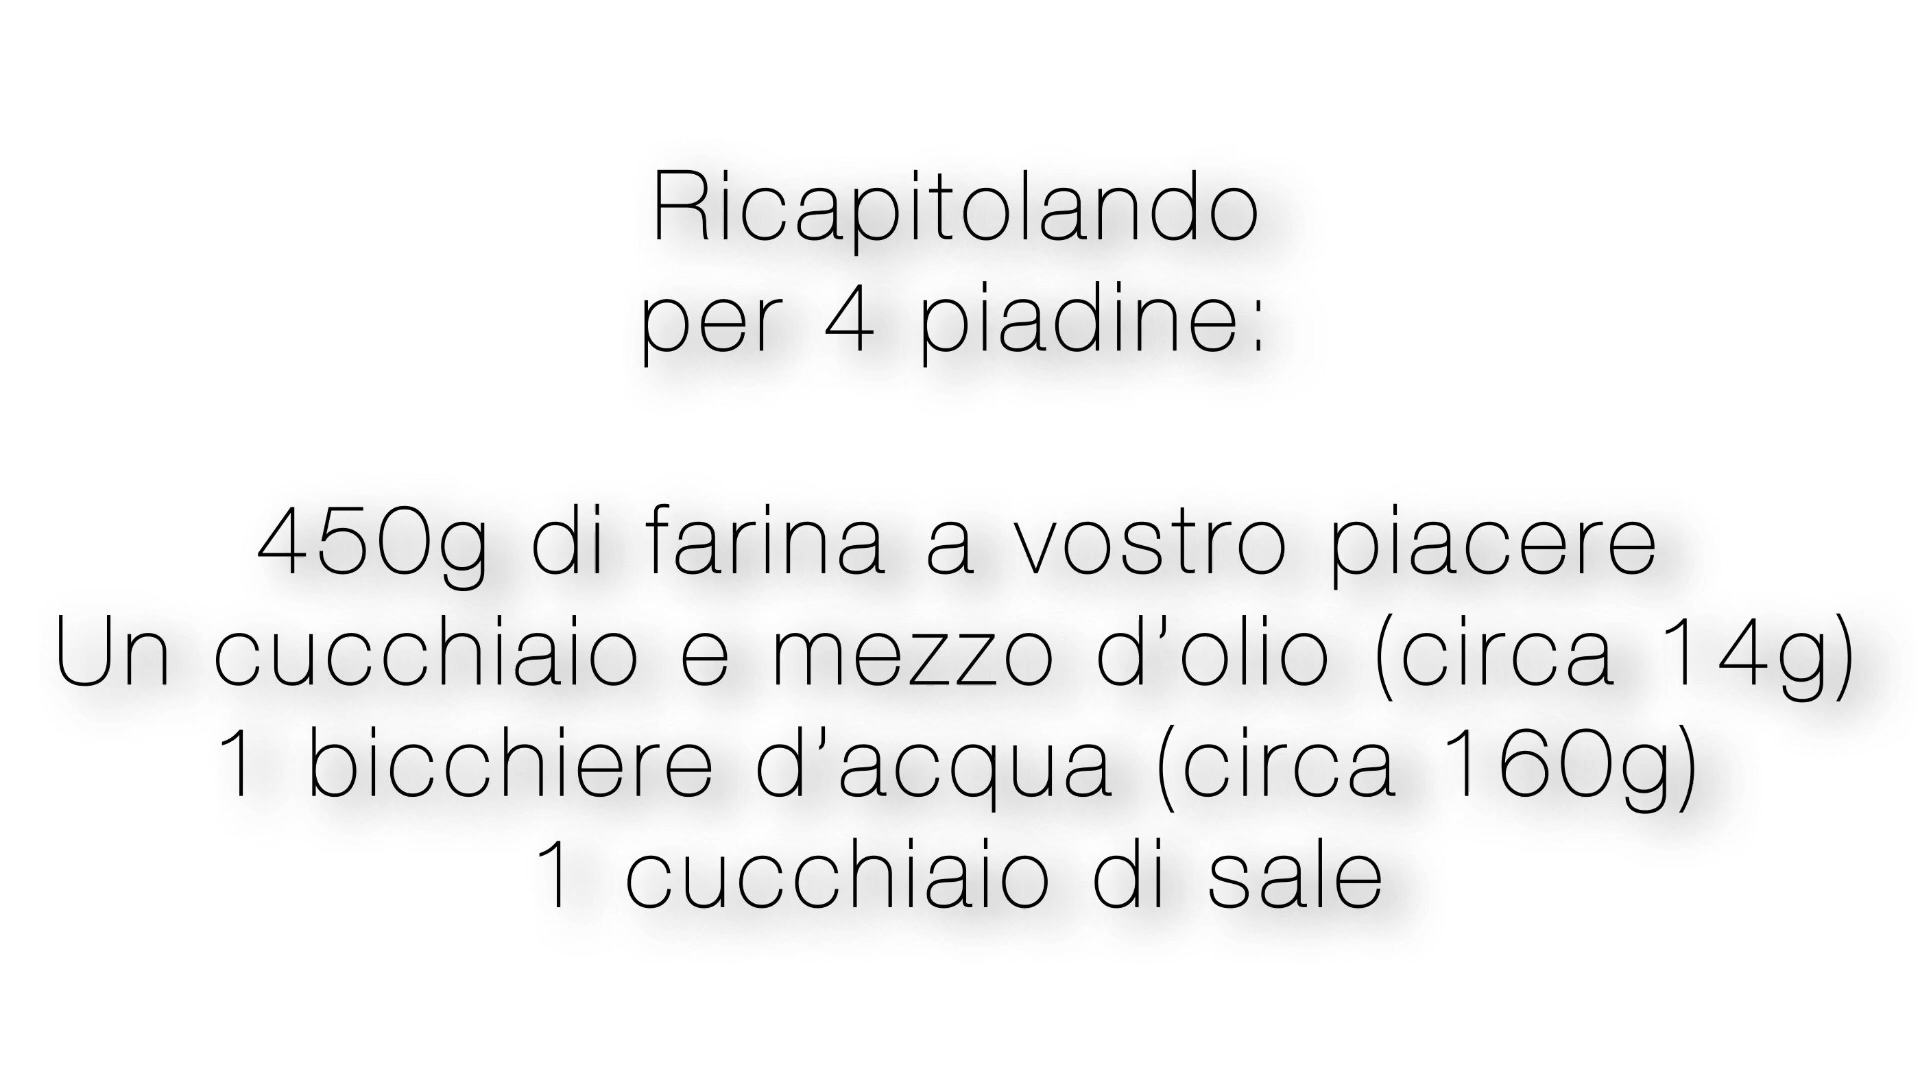 Ricapitolando
per 4 piadine:
450g di farina a vostro piacere
Un cucchiaio e mezzo d’olio (circa 14g)
1 bicchiere d’acqua (circa 160g)
1 cucchiaio di sale